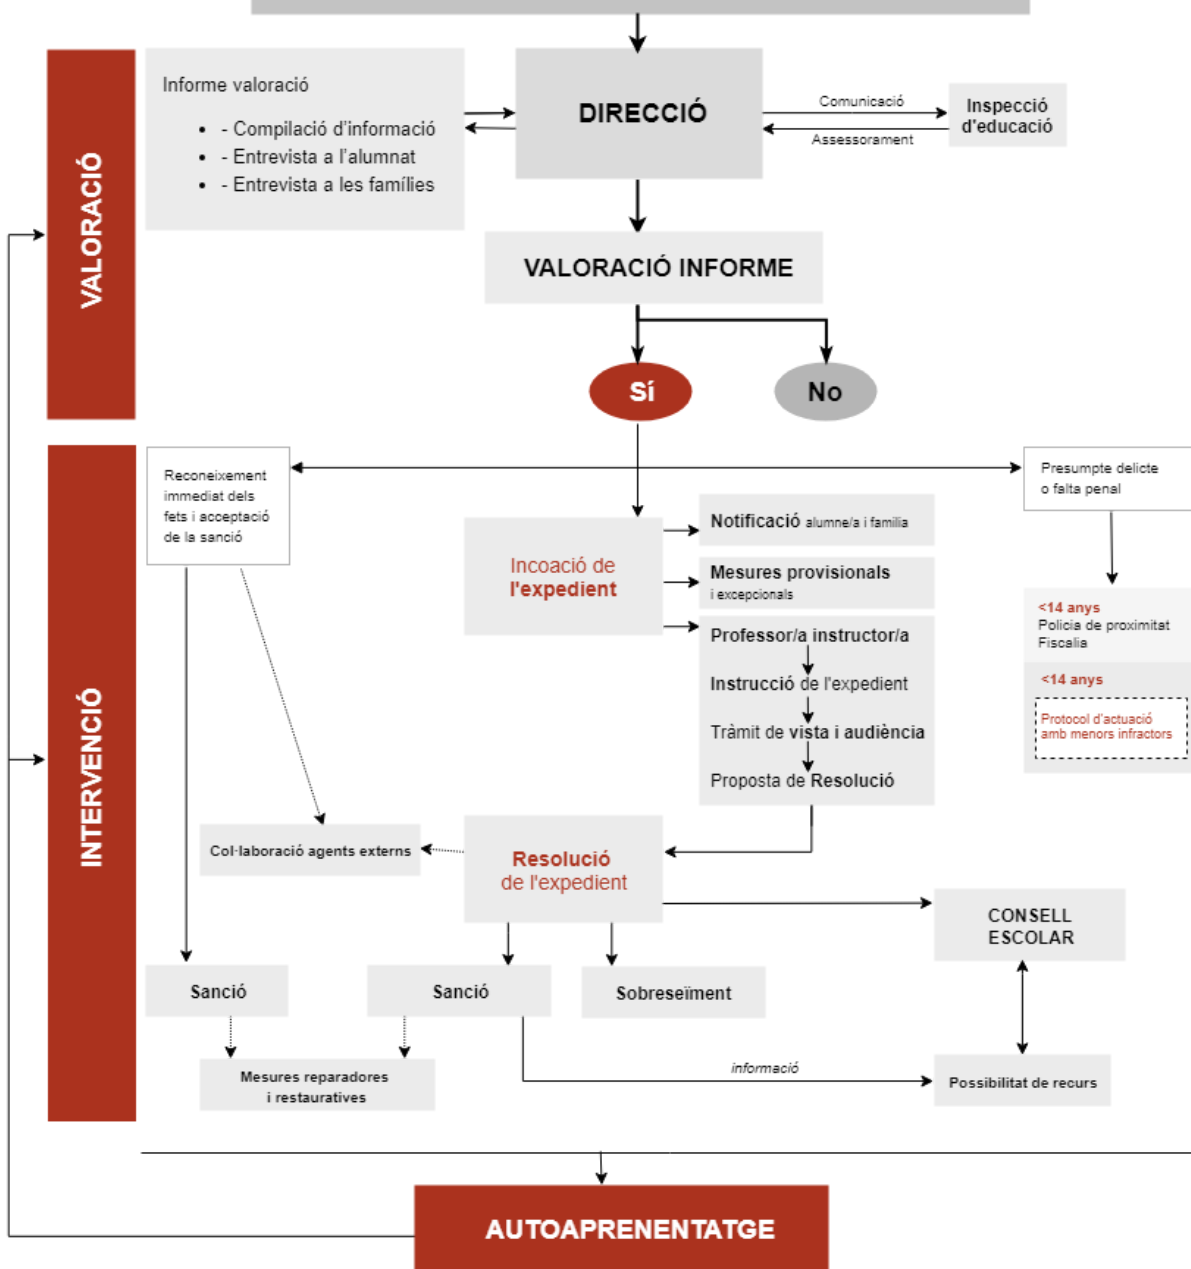 VALORACIÓ
Informe valoració
- Compilació d'informació
- Entrevista a l'alumnat
- Entrevista a les famílies
DIRECCIÓ
Comunicació
Assessorament
Inspecció
d'educació
VALORACIÓ INFORME
Sí
No
INTERVENCIÓ
Reconeixement
immediat dels
fets i acceptació
de la sanció
Presumpte delicte
o falta penal
Incoació de
l'expedient
Notificació alumne/a i familia
Mesures provisionals
i excepcionals
Professor/a instructor/a
Instrucció de l'expedient
Tràmit de vista i audiència
Proposta de Resolució
<14 anys
Policia de proximitat
Fiscalia
<14 anys
Protocol d'actuació
amb menors infractors
Col·laboració agents externs
Resolució
de l'expedient
CONSELL
ESCOLAR
Sanció
Sanció
Sobreseïment
Mesures reparadores
i restauratives
informació
Possibilitat de recurs
AUTOAPRENENTATGE